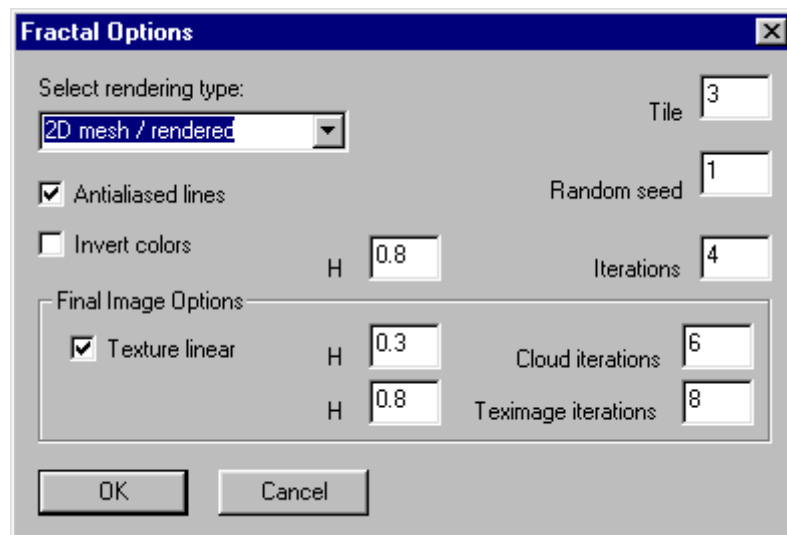 Fractal Options
Select rendering type:
2D mesh / rendered
Tile 3
Antialiased lines
Random seed 1
Invert colors
H 0.8
Iterations 4
Final Image Options
Texture linear
H 0.3
Cloud iterations 6
H 0.8
Teximage iterations 8
OK
Cancel